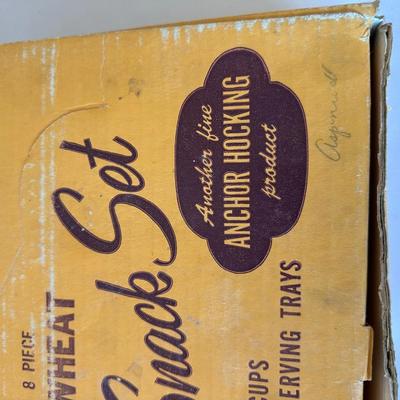 8 PIECE
WHEAT
Snack Set
Another fine
ANCHOR HOCKING
product
CUPS
SERVING TRAYS